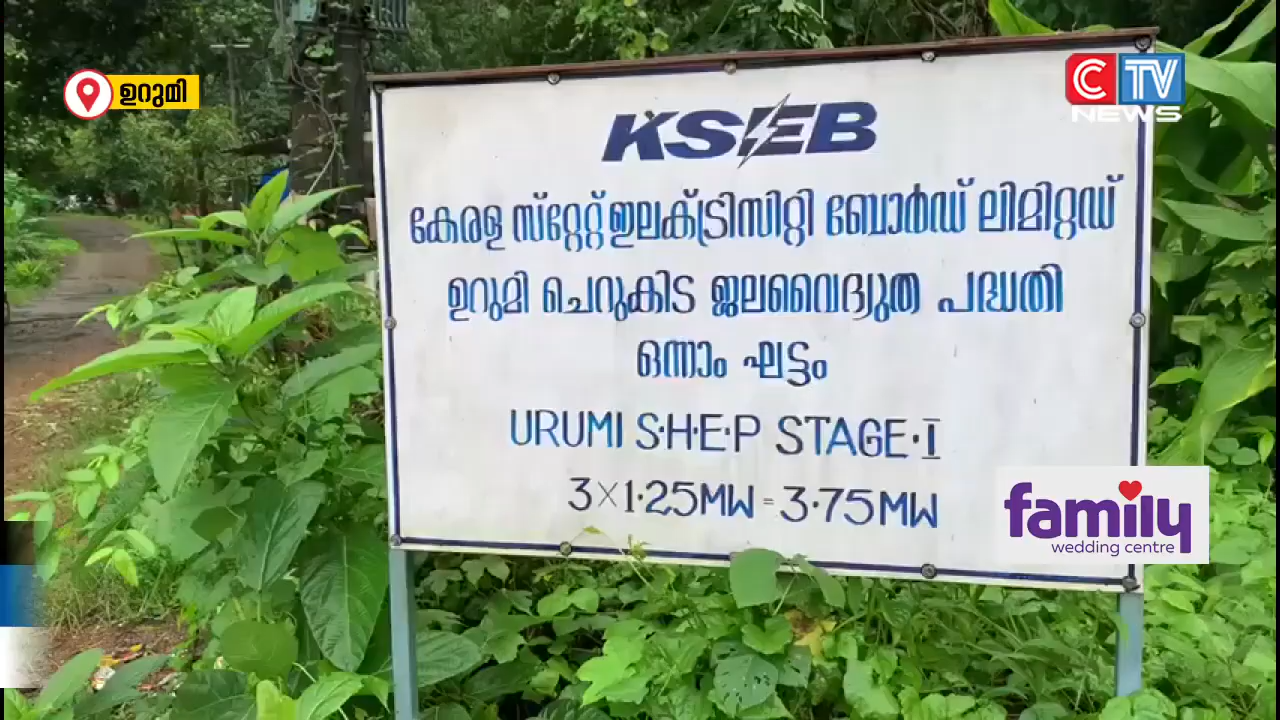 ഉറുമി
CTV
NEWS
KSEB
കേരള സ്റ്റേറ്റ് ഇലക്ട്രിസിറ്റി ബോർഡ് ലിമിറ്റഡ്
ഉറുമി ചെറുകിട ജലവൈദ്യുത പദ്ധതി
ഒന്നാം ഘട്ടം
URUMI S·H·E·P STAGE·I
3×1·25MW = 3·75MW
family
wedding centre